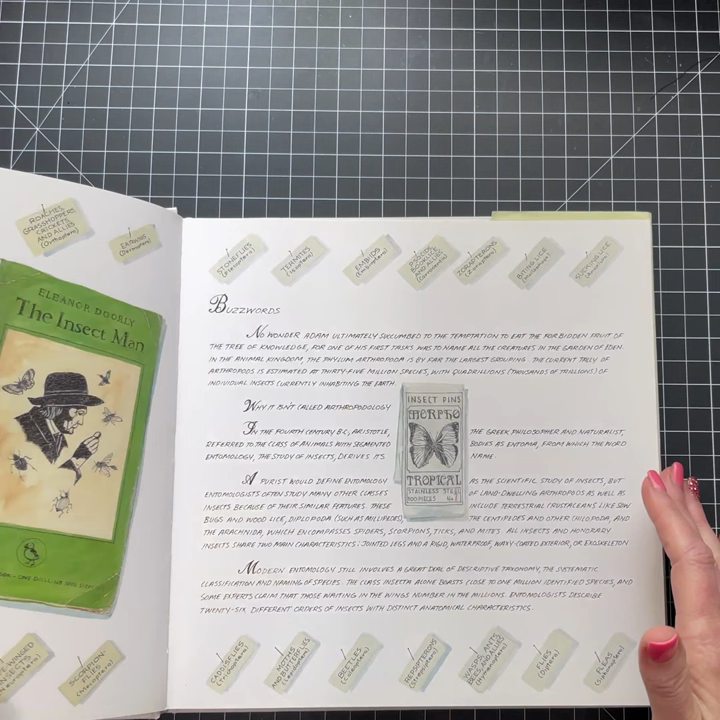 ROACHES,
GRASSHOPPERS,
CRICKETS,
AND ALLIES
(Orthoptera)
EARWIGS
(Dermaptera)
ELEANOR DOORLY
The Insect Man
SCORPION-
FLIES
(Mecoptera)
STONEFLIES
(Plecoptera)
TERMITES
(Isoptera)
EMBIIDS
(Embioptera)
PSOCIDS,
BOOKLICE,
AND ALLIES
ZORAPTERONS
(Zoraptera)
BITING LICE
SUCKING LICE
(Anoplura)
BUZZWORDS
NO WONDER ADAM ULTIMATELY SUCCUMBED TO THE TEMPTATION TO EAT THE FORBIDDEN FRUIT OF
THE TREE OF KNOWLEDGE, FOR ONE OF HIS FIRST TASKS WAS TO NAME ALL THE CREATURES IN THE GARDEN OF EDEN.
IN THE ANIMAL KINGDOM, THE PHYLUM ARTHROPODA IS BY FAR THE LARGEST GROUPING. THE CURRENT TALLY OF
ARTHROPODS IS ESTIMATED AT THIRTY-FIVE MILLION SPECIES, WITH QUADRILLIONS (THOUSANDS OF TRILLIONS) OF
INDIVIDUAL INSECTS CURRENTLY INHABITING THE EARTH.
WHY IT ISN'T CALLED ARTHROPODOLOGY
IN THE FOURTH CENTURY B.C., ARISTOTLE, THE GREEK PHILOSOPHER AND NATURALIST,
REFERRED TO THE CLASS OF ANIMALS WITH SEGMENTED BODIES AS ENTOMA, FROM WHICH THE WORD
ENTOMOLOGY, THE STUDY OF INSECTS, DERIVES ITS NAME.
INSECT PINS
MORPHO
TROPICAL
STAINLESS STEEL
100 PIECES
A PURIST WOULD DEFINE ENTOMOLOGY AS THE SCIENTIFIC STUDY OF INSECTS, BUT
ENTOMOLOGISTS OFTEN STUDY MANY OTHER CLASSES OF LAND-DWELLING ARTHROPODS AS WELL AS
INSECTS BECAUSE OF THEIR SIMILAR FEATURES. THESE INCLUDE TERRESTRIAL CRUSTACEANS LIKE SOW
BUGS AND WOOD LICE, DIPLOPODA (SUCH AS MILLIPEDES), THE CENTIPEDES AND OTHER CHILOPODA, AND
THE ARACHNIDA, WHICH ENCOMPASSES SPIDERS, SCORPIONS, TICKS, AND MITES. ALL INSECTS AND HONORARY
INSECTS SHARE TWO MAIN CHARACTERISTICS: JOINTED LEGS AND A RIGID, WATERPROOF, WAXY-COATED EXTERIOR, OR EXOSKELETON.
MODERN ENTOMOLOGY STILL INVOLVES A GREAT DEAL OF DESCRIPTIVE TAXONOMY, THE SYSTEMATIC
CLASSIFICATION AND NAMING OF SPECIES. THE CLASS INSECTA ALONE BOASTS CLOSE TO ONE MILLION IDENTIFIED SPECIES, AND
SOME EXPERTS CLAIM THAT THOSE WAITING IN THE WINGS NUMBER IN THE MILLIONS. ENTOMOLOGISTS DESCRIBE
TWENTY-SIX DIFFERENT ORDERS OF INSECTS WITH DISTINCT ANATOMICAL CHARACTERISTICS.
CADDISFLIES
(Trichoptera)
MOTHS
AND BUTTERFLIES
(Lepidoptera)
BEETLES
(Coleoptera)
STREPSIPTERONS
(Strepsiptera)
WASPS, ANTS,
BEES, AND ALLIES
(Hymenoptera)
FLIES
(Diptera)
FLEAS
(Siphonaptera)